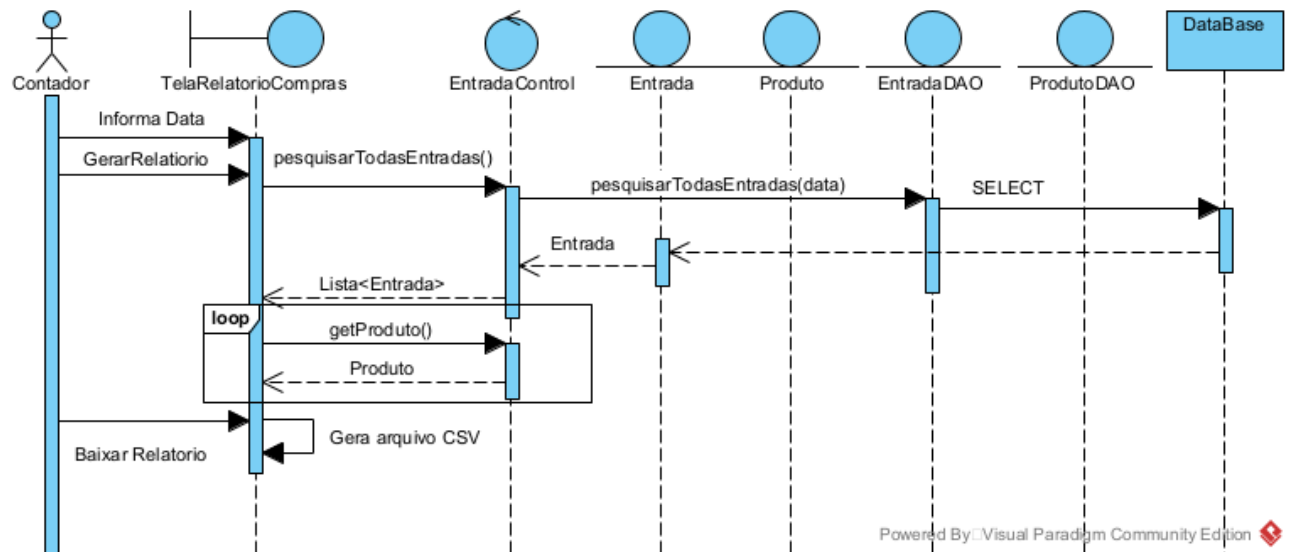 DataBase
Contador
TelaRelatorioCompras
EntradaControl
Entrada
Produto
EntradaDAO
ProdutoDAO
Informa Data
GerarRelatiorio
pesquisarTodasEntradas()
pesquisarTodasEntradas(data)
SELECT
Entrada
Lista<Entrada>
loop
getProduto()
Produto
Gera arquivo CSV
Baixar Relatorio
Powered By Visual Paradigm Community Edition